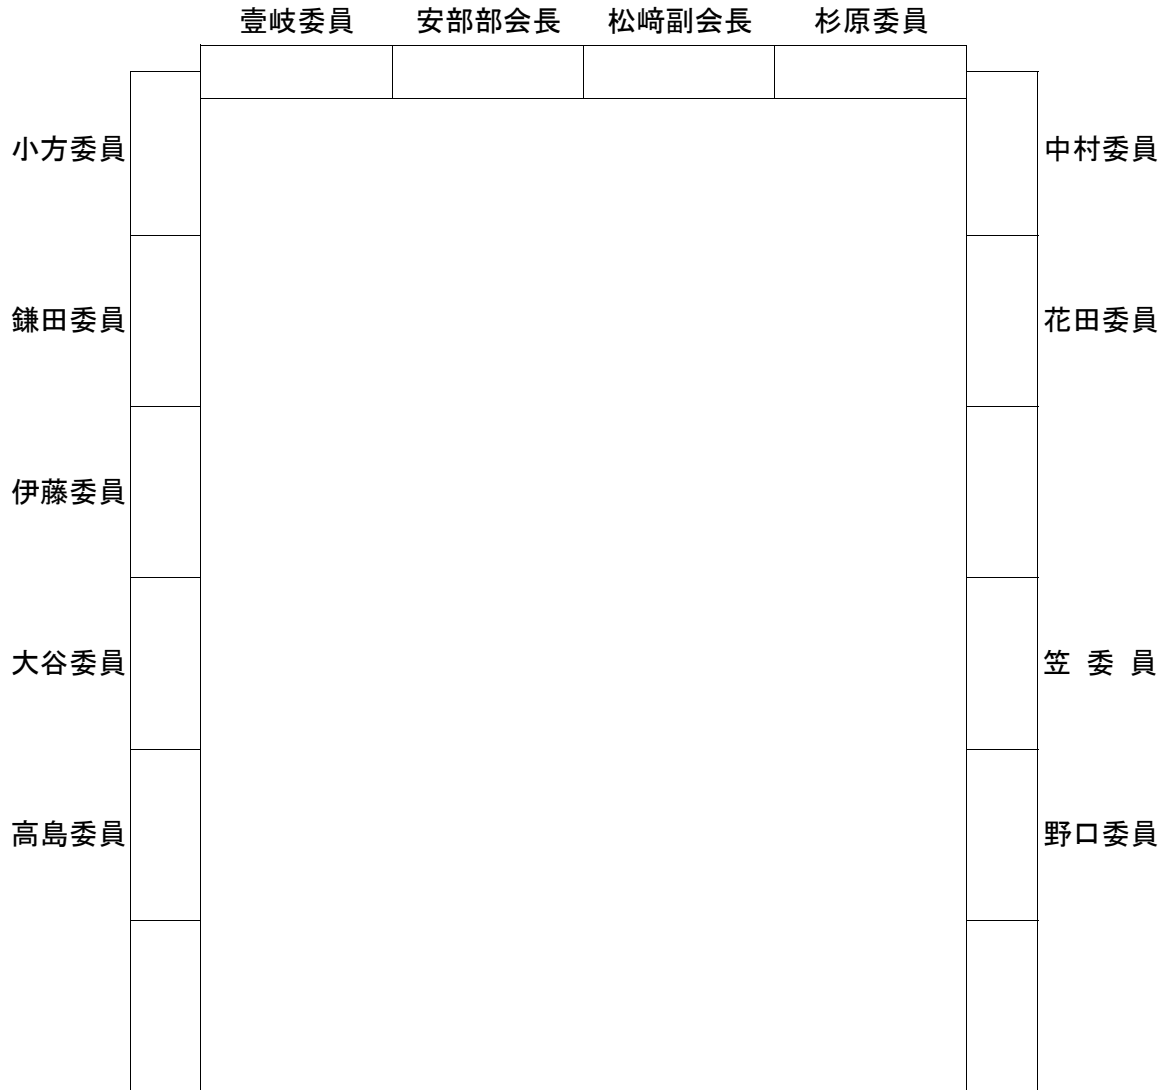 壹岐委員 安部部会長 松﨑副会長 杉原委員
小方委員 中村委員
鎌田委員 花田委員
伊藤委員
大谷委員 笠 委 員
高島委員 野口委員